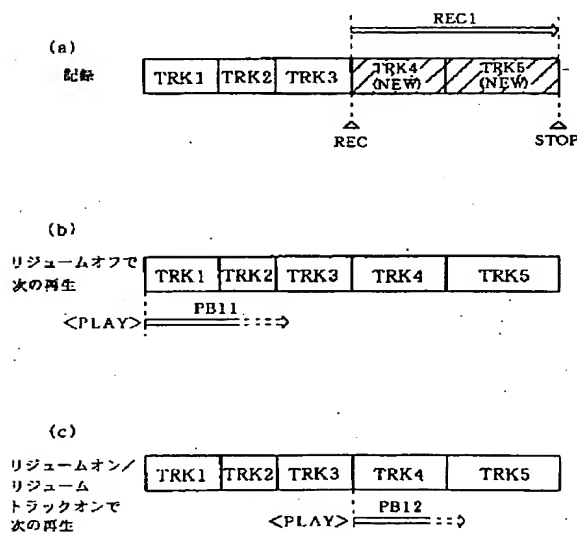 REC1
(a)
記録
TRK1 TRK2 TRK3 TRK4 (NEW) TRK5 (NEW)
REC STOP
(b)
リジュームオフで
次の再生
TRK1 TRK2 TRK3 TRK4 TRK5
<PLAY> PB11
(c)
リジュームオン/
リジューム
トラックオンで
次の再生
TRK1 TRK2 TRK3 TRK4 TRK5
<PLAY> PB12